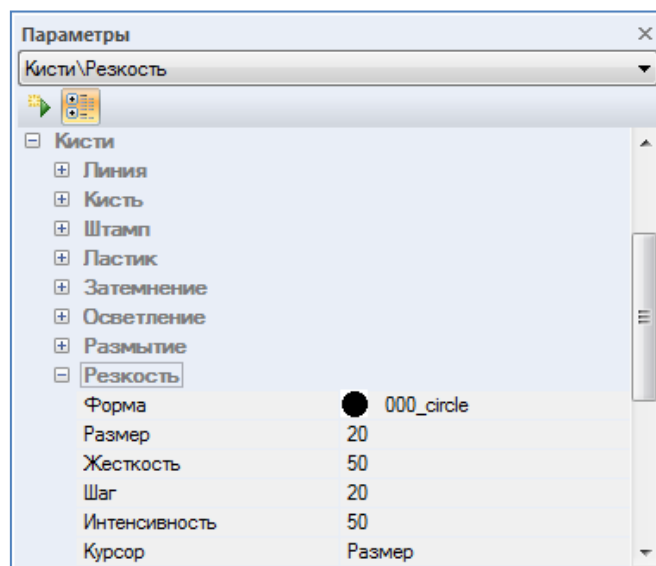 Параметры
Кисти\Резкость
Кисти
Линия
Кисть
Штамп
Ластик
Затемнение
Осветление
Размытие
Резкость
Форма 000_circle
Размер 20
Жесткость 50
Шаг 20
Интенсивность 50
Курсор Размер